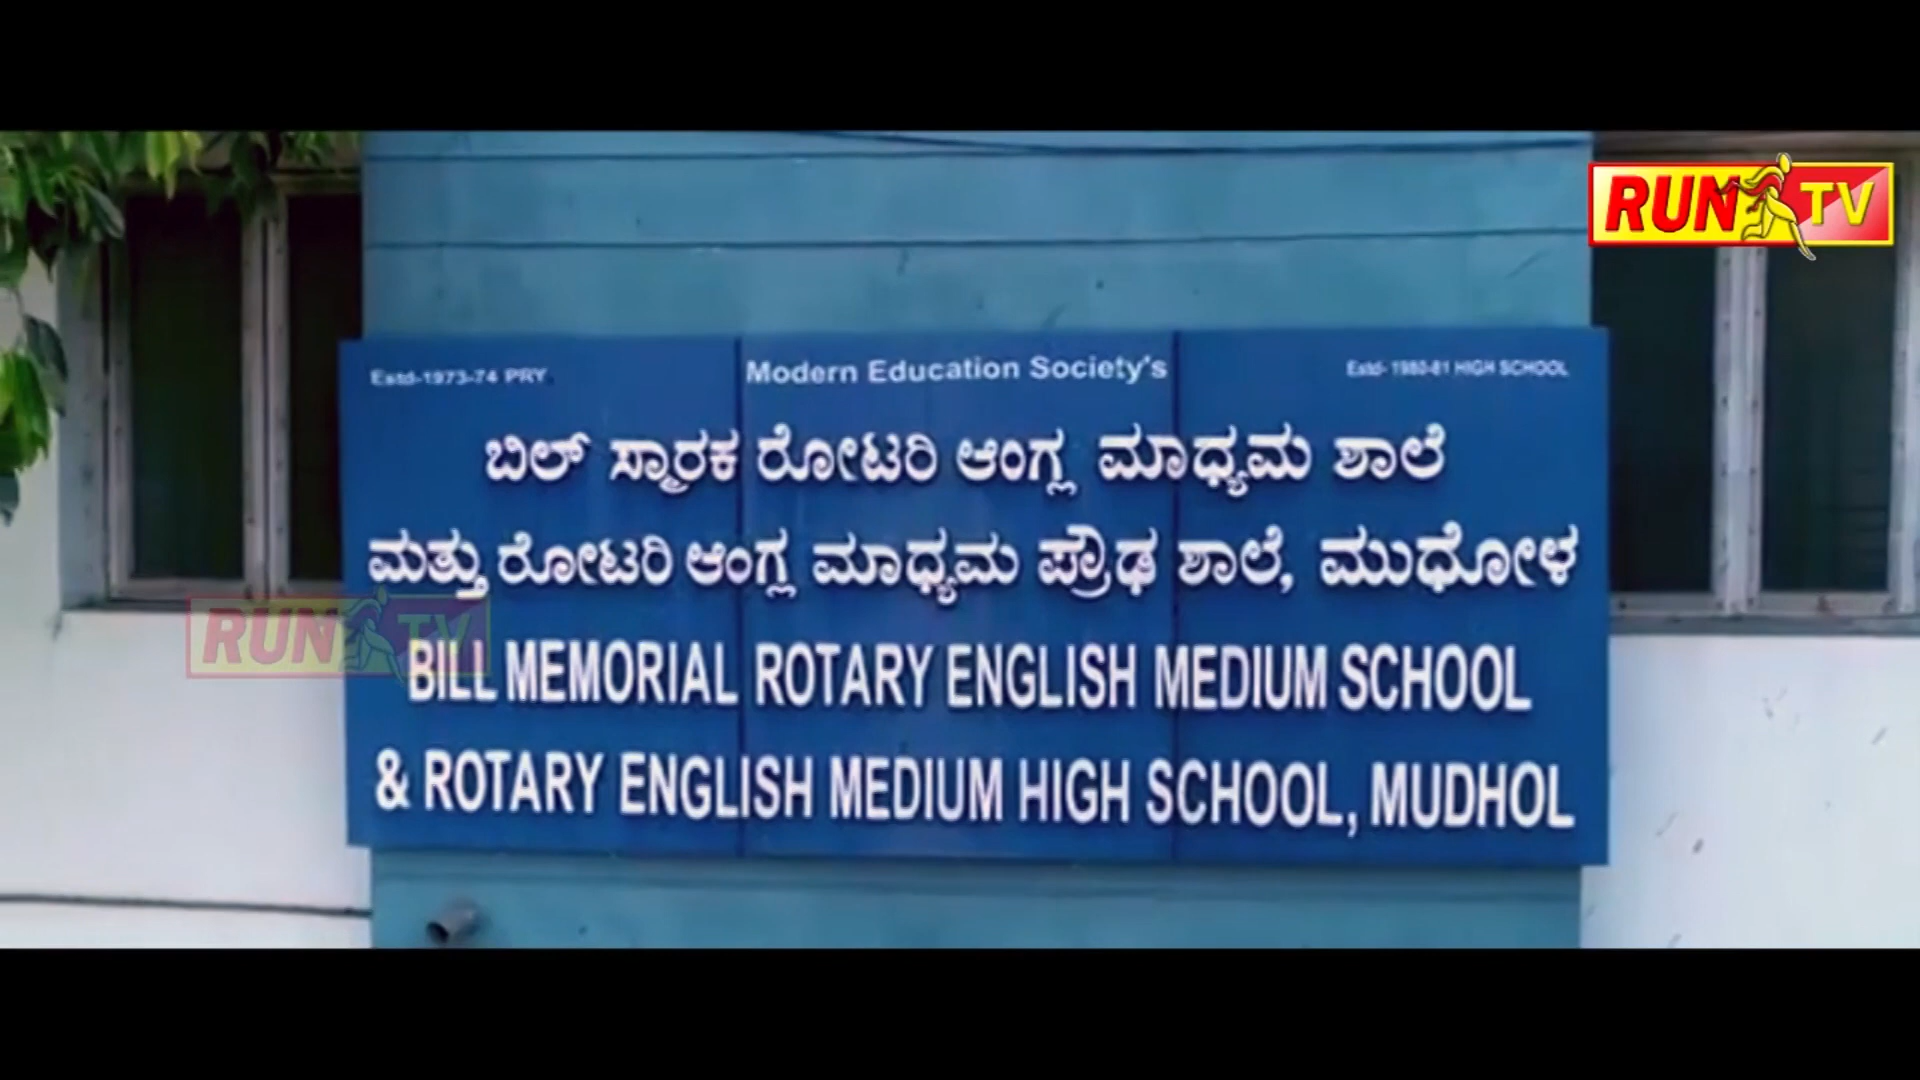 RUN TV
Estd-1973-74 PRY.
Modern Education Society's
Estd- 1980-81 HIGH SCHOOL
ಬಿಲ್ ಸ್ಮಾರಕ ರೋಟರಿ ಆಂಗ್ಲ ಮಾಧ್ಯಮ ಶಾಲೆ
ಮತ್ತು ರೋಟರಿ ಆಂಗ್ಲ ಮಾಧ್ಯಮ ಪ್ರೌಢ ಶಾಲೆ, ಮುಧೋಳ
RUN TV
BILL MEMORIAL ROTARY ENGLISH MEDIUM SCHOOL
& ROTARY ENGLISH MEDIUM HIGH SCHOOL, MUDHOL